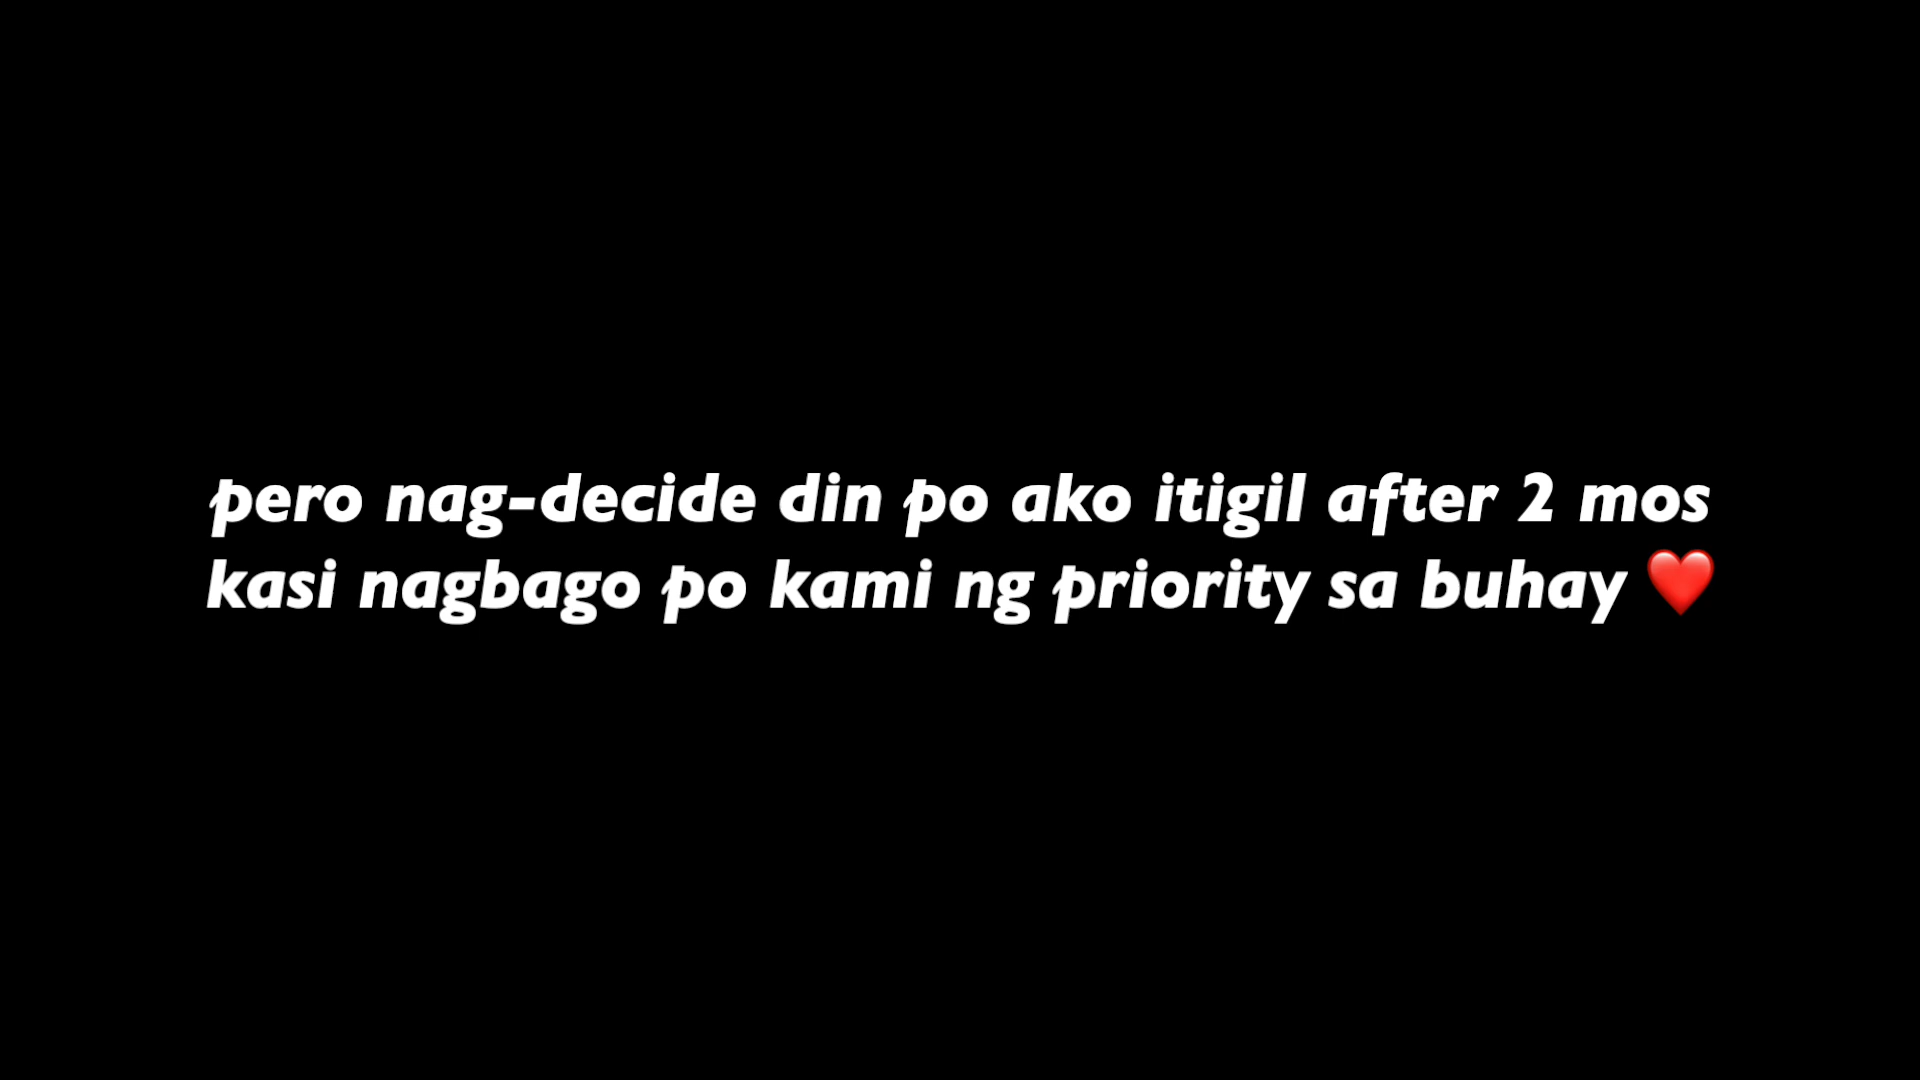 pero nag-decide din po ako itigil after 2 mos
kasi nagbago po kami ng priority sa buhay ❤️